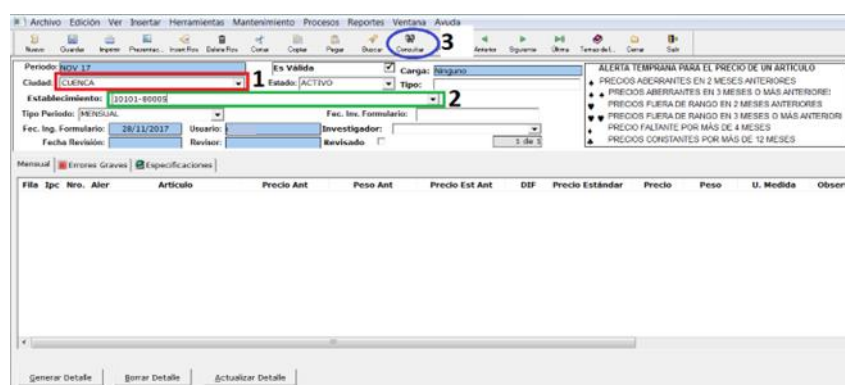 Archivo Edición Ver Insertar Herramientas Mantenimiento Procesos Reportes Ventana Ayuda
Nuevo Guardar Imprimir Presentac... Insert Row Delete Row Cortar Copiar Pegar Buscar Consultar 3 Anterior Siguiente Última Temas de l... Cerrar Salir
Periodo: NOV 17 Es Válida Carga: Ninguno
Ciudad: CUENCA 1 Estado: ACTIVO Tipo:
Establecimiento: 10101-80005 2
Tipo Periodo: MENSUAL Fec. Inv. Formulario:
Fec. Ing. Formulario: 28/11/2017 Usuario: Investigador:
Fecha Revisión: Revisor: Revisado 1 de 1
ALERTA TEMPRANA PARA EL PRECIO DE UN ARTICULO
PRECIOS ABERRANTES EN 2 MESES ANTERIORES
PRECIOS ABERRANTES EN 3 MESES O MÁS ANTERIORES
PRECIOS FUERA DE RANGO EN 2 MESES ANTERIORES
PRECIOS FUERA DE RANGO EN 3 MESES O MÁS ANTERIORI
PRECIO FALTANTE POR MÁS DE 4 MESES
PRECIOS CONSTANTES POR MÁS DE 12 MESES
Mensual Errores Graves Especificaciones
Fila Ipc Nro. Aler Artículo Precio Ant Peso Ant Precio Est Ant DIF Precio Estándar Precio Peso U. Medida Obser
Generar Detalle Borrar Detalle Actualizar Detalle